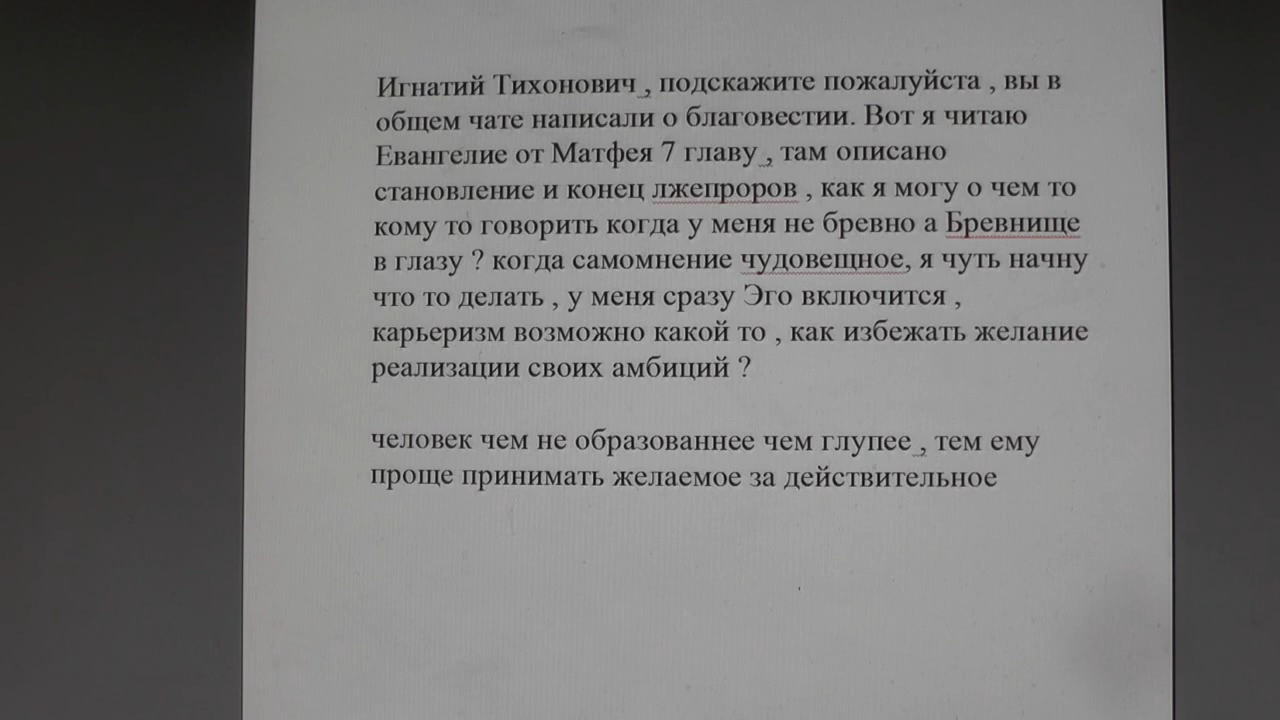 Игнатий Тихонович , подскажите пожалуйста , вы в
общем чате написали о благовестии. Вот я читаю
Евангелие от Матфея 7 главу , там описано
становление и конец лжепроров , как я могу о чем то
кому то говорить когда у меня не бревно а Бревнище
в глазу ? когда самомнение чудовещное, я чуть начну
что то делать , у меня сразу Эго включится ,
карьеризм возможно какой то , как избежать желание
реализации своих амбиций ?
человек чем не образованнее чем глупее , тем ему
проще принимать желаемое за действительное